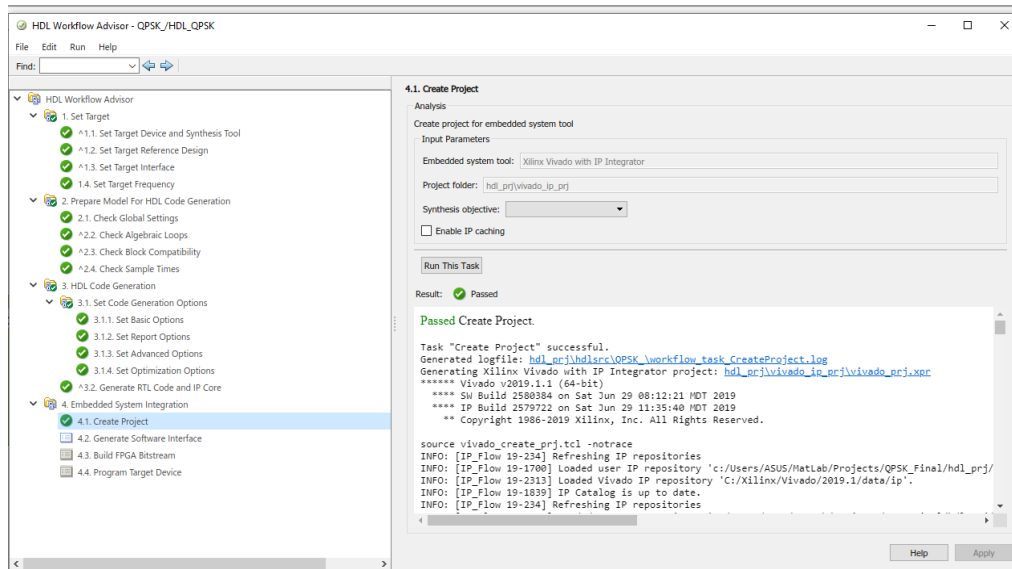 HDL Workflow Advisor - QPSK_/HDL_QPSK
File Edit Run Help
Find:
HDL Workflow Advisor
1. Set Target
^1.1. Set Target Device and Synthesis Tool
^1.2. Set Target Reference Design
^1.3. Set Target Interface
1.4. Set Target Frequency
2. Prepare Model For HDL Code Generation
2.1. Check Global Settings
^2.2. Check Algebraic Loops
^2.3. Check Block Compatibility
^2.4. Check Sample Times
3. HDL Code Generation
3.1. Set Code Generation Options
3.1.1. Set Basic Options
3.1.2. Set Report Options
3.1.3. Set Advanced Options
3.1.4. Set Optimization Options
^3.2. Generate RTL Code and IP Core
4. Embedded System Integration
4.1. Create Project
4.2. Generate Software Interface
4.3. Build FPGA Bitstream
4.4. Program Target Device
4.1. Create Project
Analysis
Create project for embedded system tool
Input Parameters
Embedded system tool: Xilinx Vivado with IP Integrator
Project folder: hdl_prj\vivado_ip_prj
Synthesis objective:
Enable IP caching
Run This Task
Result: Passed
Passed Create Project.
Task "Create Project" successful.
Generated logfile: hdl_prj\hdlsrc\QPSK_\workflow_task_CreateProject.log
Generating Xilinx Vivado with IP Integrator project: hdl_prj\vivado_ip_prj\vivado_prj.xpr
****** Vivado v2019.1.1 (64-bit)
**** SW Build 2580384 on Sat Jun 29 08:12:21 MDT 2019
**** IP Build 2579722 on Sat Jun 29 11:35:40 MDT 2019
** Copyright 1986-2019 Xilinx, Inc. All Rights Reserved.
source vivado_create_prj.tcl -notrace
INFO: [IP_Flow 19-234] Refreshing IP repositories
INFO: [IP_Flow 19-1700] Loaded user IP repository 'c:/Users/ASUS/MatLab/Projects/QPSK_Final/hdl_prj/
INFO: [IP_Flow 19-2313] Loaded Vivado IP repository 'C:/Xilinx/Vivado/2019.1/data/ip'.
INFO: [IP_Flow 19-1839] IP Catalog is up to date.
INFO: [IP_Flow 19-234] Refreshing IP repositories
Help Apply